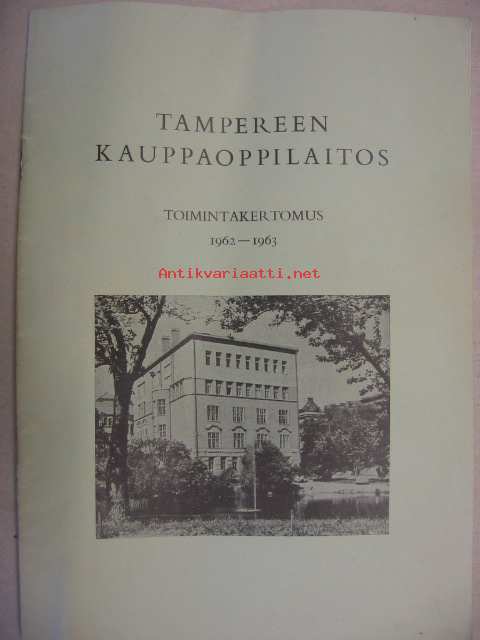 TAMPEREEN
KAUPPAOPPILAITOS
TOIMINTAKERTOMUS
1962—1963
Antikvariaatti.net